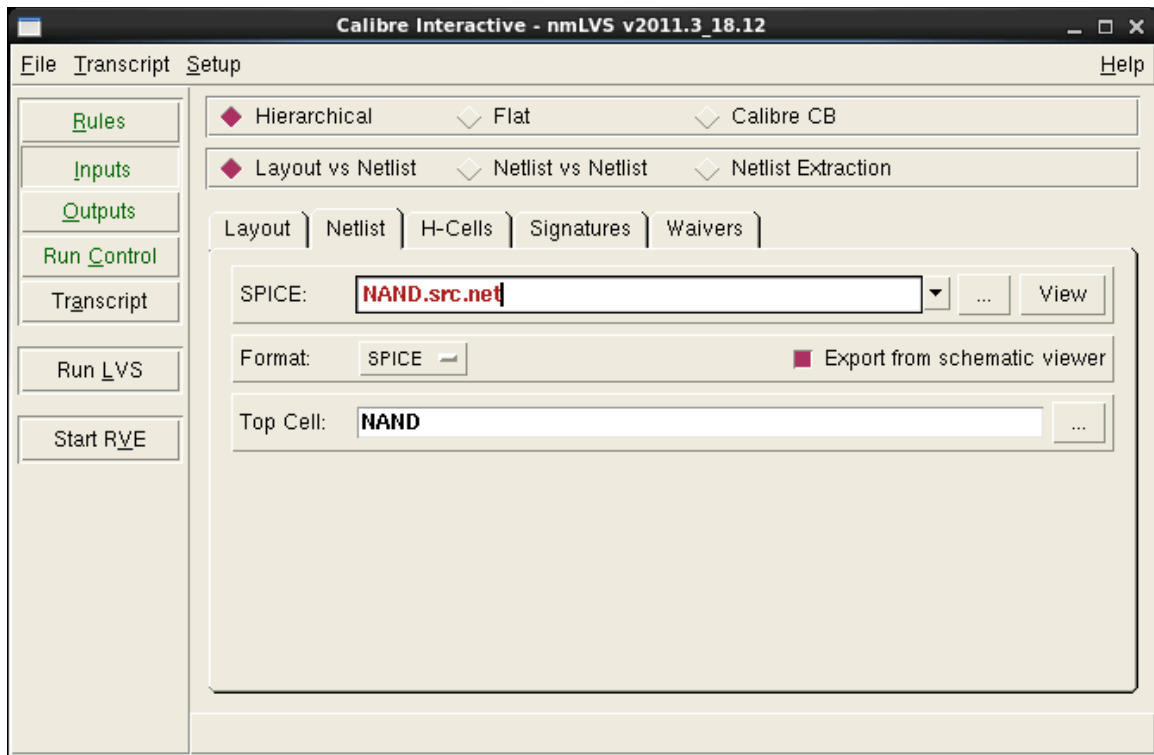 Calibre Interactive - nmLVS v2011.3_18.12
File Transcript Setup Help
Rules
Inputs
Outputs
Run Control
Transcript
Run LVS
Start RVE
Hierarchical Flat Calibre CB
Layout vs Netlist Netlist vs Netlist Netlist Extraction
Layout Netlist H-Cells Signatures Waivers
SPICE: NAND.src.net ... View
Format: SPICE Export from schematic viewer
Top Cell: NAND ...